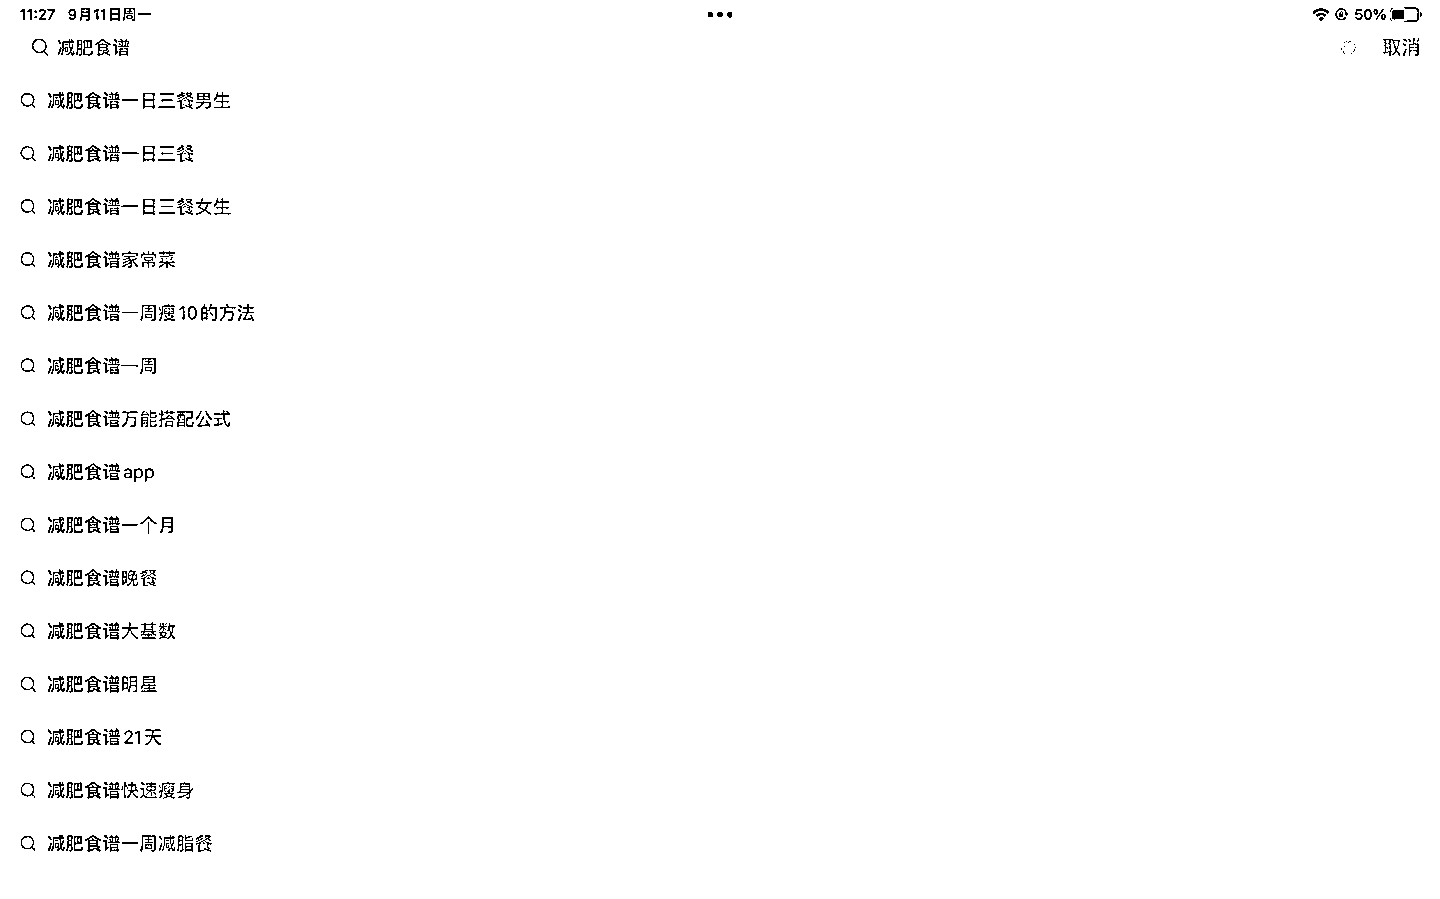 11:27 9月11日周一 50%
减肥食谱 取消
减肥食谱一日三餐男生
减肥食谱一日三餐
减肥食谱一日三餐女生
减肥食谱家常菜
减肥食谱一周瘦10的方法
减肥食谱一周
减肥食谱万能搭配公式
减肥食谱app
减肥食谱一个月
减肥食谱晚餐
减肥食谱大基数
减肥食谱明星
减肥食谱21天
减肥食谱快速瘦身
减肥食谱一周减脂餐